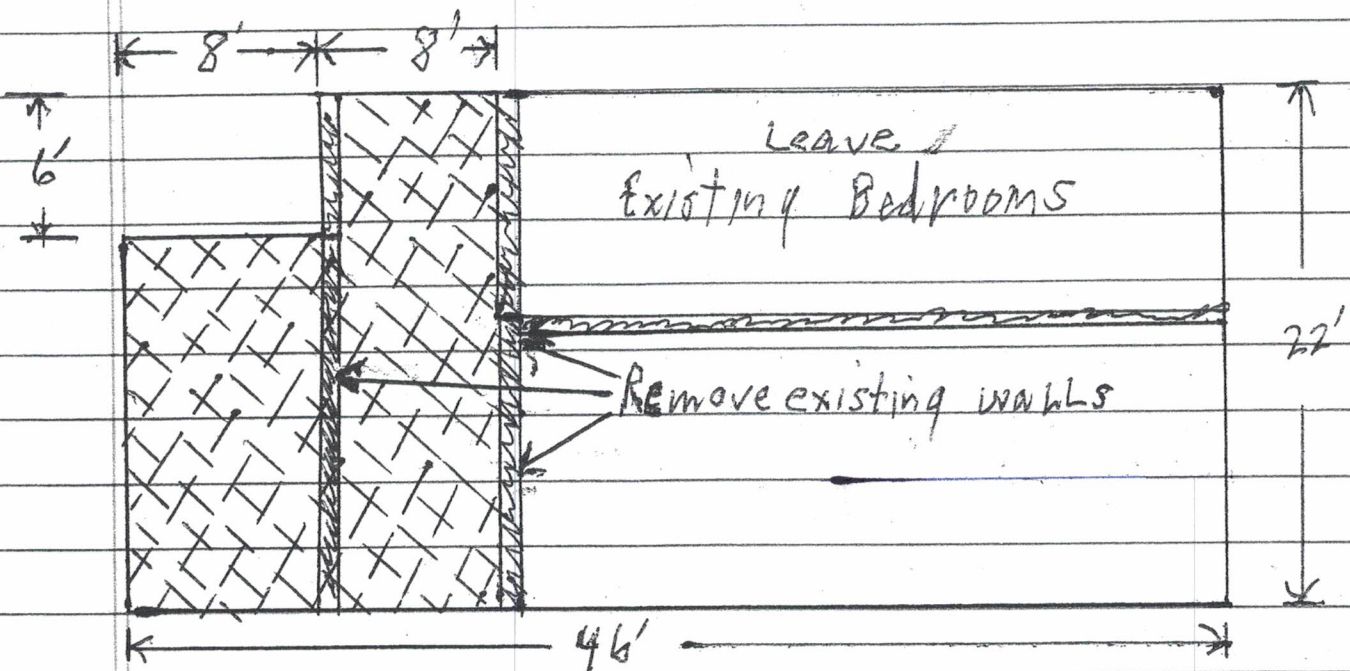 8' 8'
6'
Leave
Existing Bedrooms
22'
Remove existing walls
46'